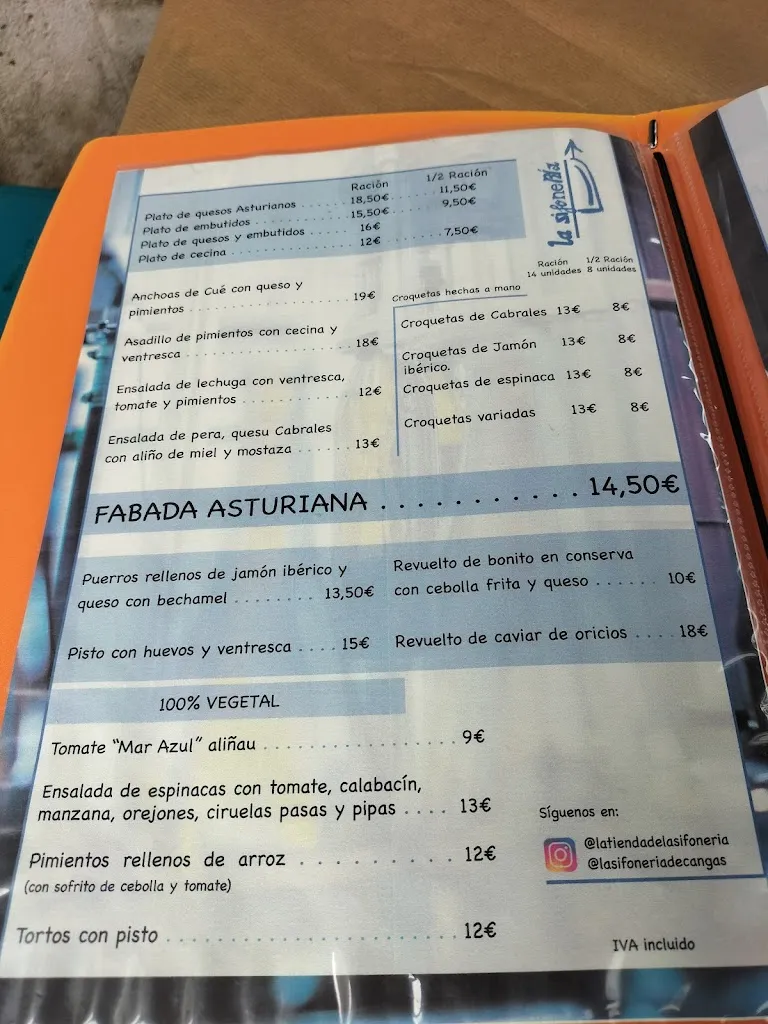 la sifonería
Ración 1/2 Ración
Plato de quesos Asturianos ...... 18,50€ ...... 11,50€
Plato de embutidos ............ 15,50€ ...... 9,50€
Plato de quesos y embutidos ..... 16€
Plato de cecina ............... 12€ ........ 7,50€
Anchoas de Cué con queso y
pimientos ........................ 19€
Asadillo de pimientos con cecina y
ventresca ........................ 18€
Ensalada de lechuga con ventresca,
tomate y pimientos ............... 12€
Ensalada de pera, quesu Cabrales
con aliño de miel y mostaza ...... 13€
Ración 1/2 Ración
14 unidades 8 unidades
Croquetas hechas a mano
Croquetas de Cabrales 13€ 8€
Croquetas de Jamón 13€ 8€
ibérico.
Croquetas de espinaca 13€ 8€
Croquetas variadas 13€ 8€
FABADA ASTURIANA ........... 14,50€
Puerros rellenos de jamón ibérico y
queso con bechamel ........ 13,50€
Pisto con huevos y ventresca .... 15€
Revuelto de bonito en conserva
con cebolla frita y queso ...... 10€
Revuelto de caviar de oricios .... 18€
100% VEGETAL
Tomate "Mar Azul" aliñau .................. 9€
Ensalada de espinacas con tomate, calabacín,
manzana, orejones, ciruelas pasas y pipas .... 13€
Pimientos rellenos de arroz .......... 12€
(con sofrito de cebolla y tomate)
Tortos con pisto ........................ 12€
Síguenos en:
@latiendadelasifoneria
@lasifoneriadecangas
IVA incluido